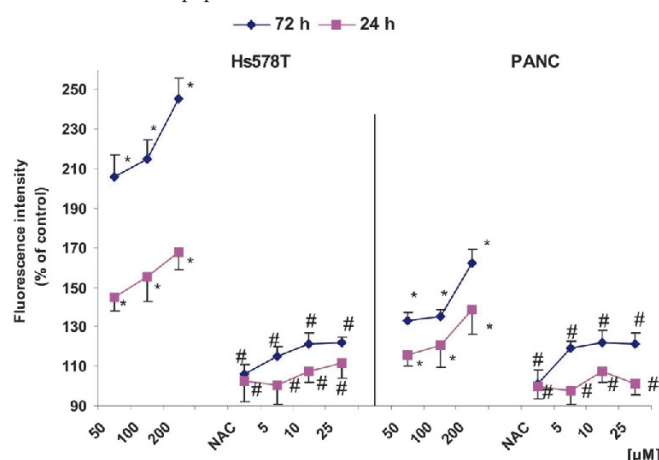 72 h 24 h
Hs578T PANC
Fluorescence intensity
(% of control)
250
230
210
190
170
150
130
110
90
* * *
* * *
# # # #
# # # #
* * *
* * *
# # # #
# # # #
50 100 200 NAC 5 10 25 50 100 200 NAC 5 10 25 [µM]